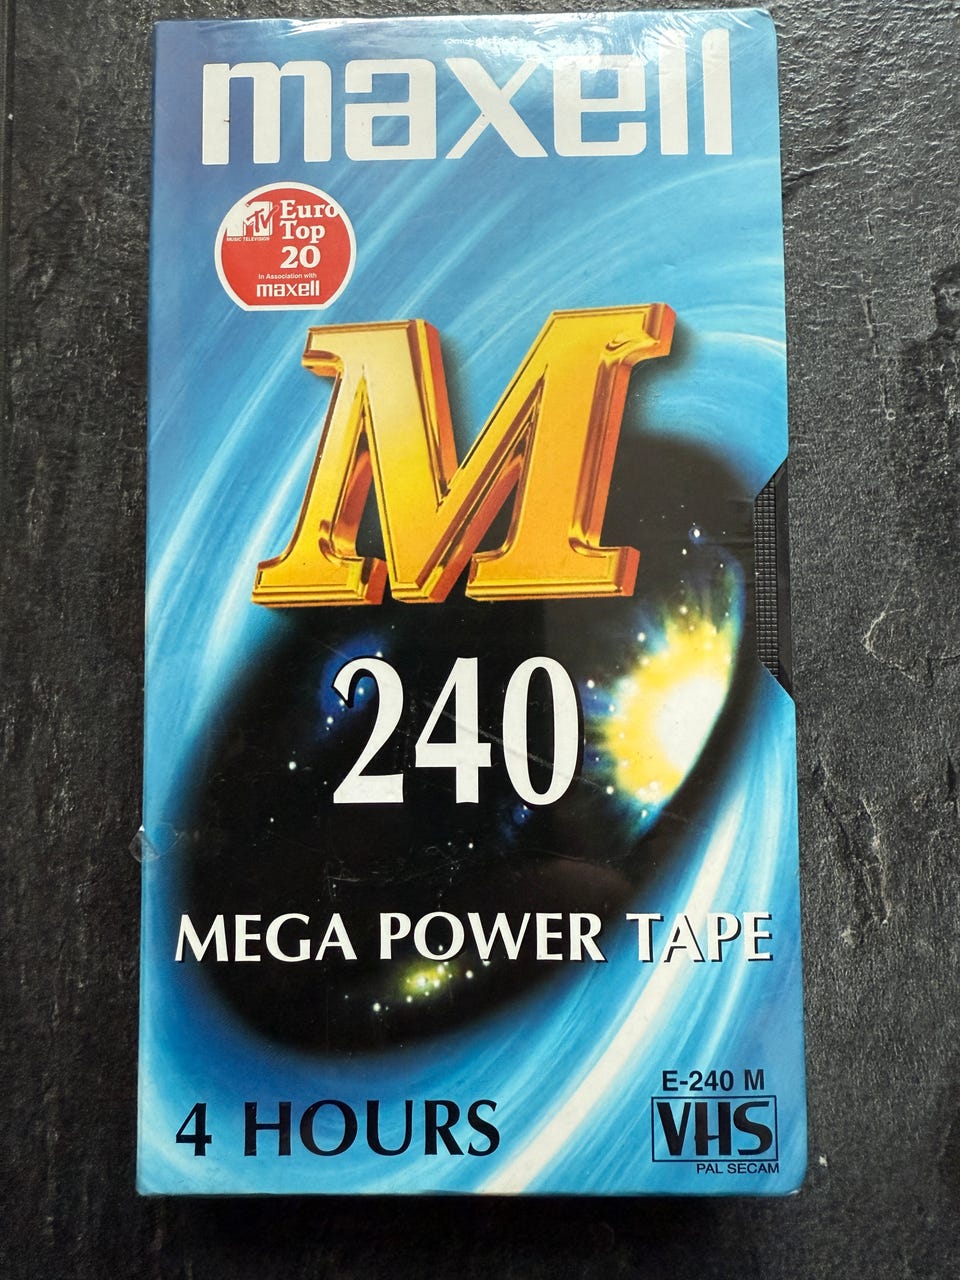 maxell
MTV
MUSIC TELEVISION
Euro
Top
20
In Association with
maxell
M
240
MEGA POWER TAPE
4 HOURS
E-240 M
VHS
PAL SECAM